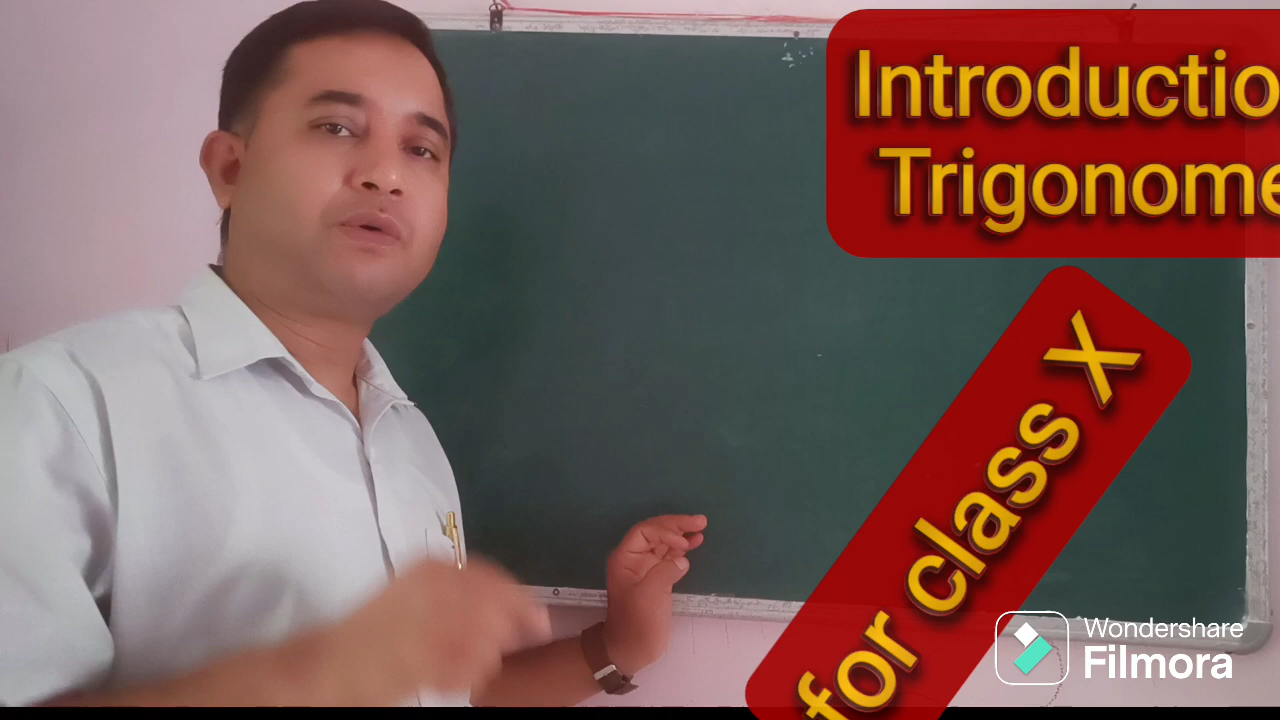 Introductio
Trigonome
for class X
Wondershare
Filmora